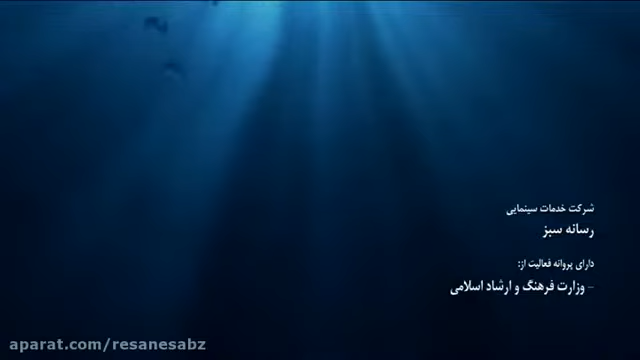 شرکت خدمات سینمایی
رسانه سبز
دارای پروانه فعالیت از:
- وزارت فرهنگ و ارشاد اسلامی
aparat.com/resanesabz